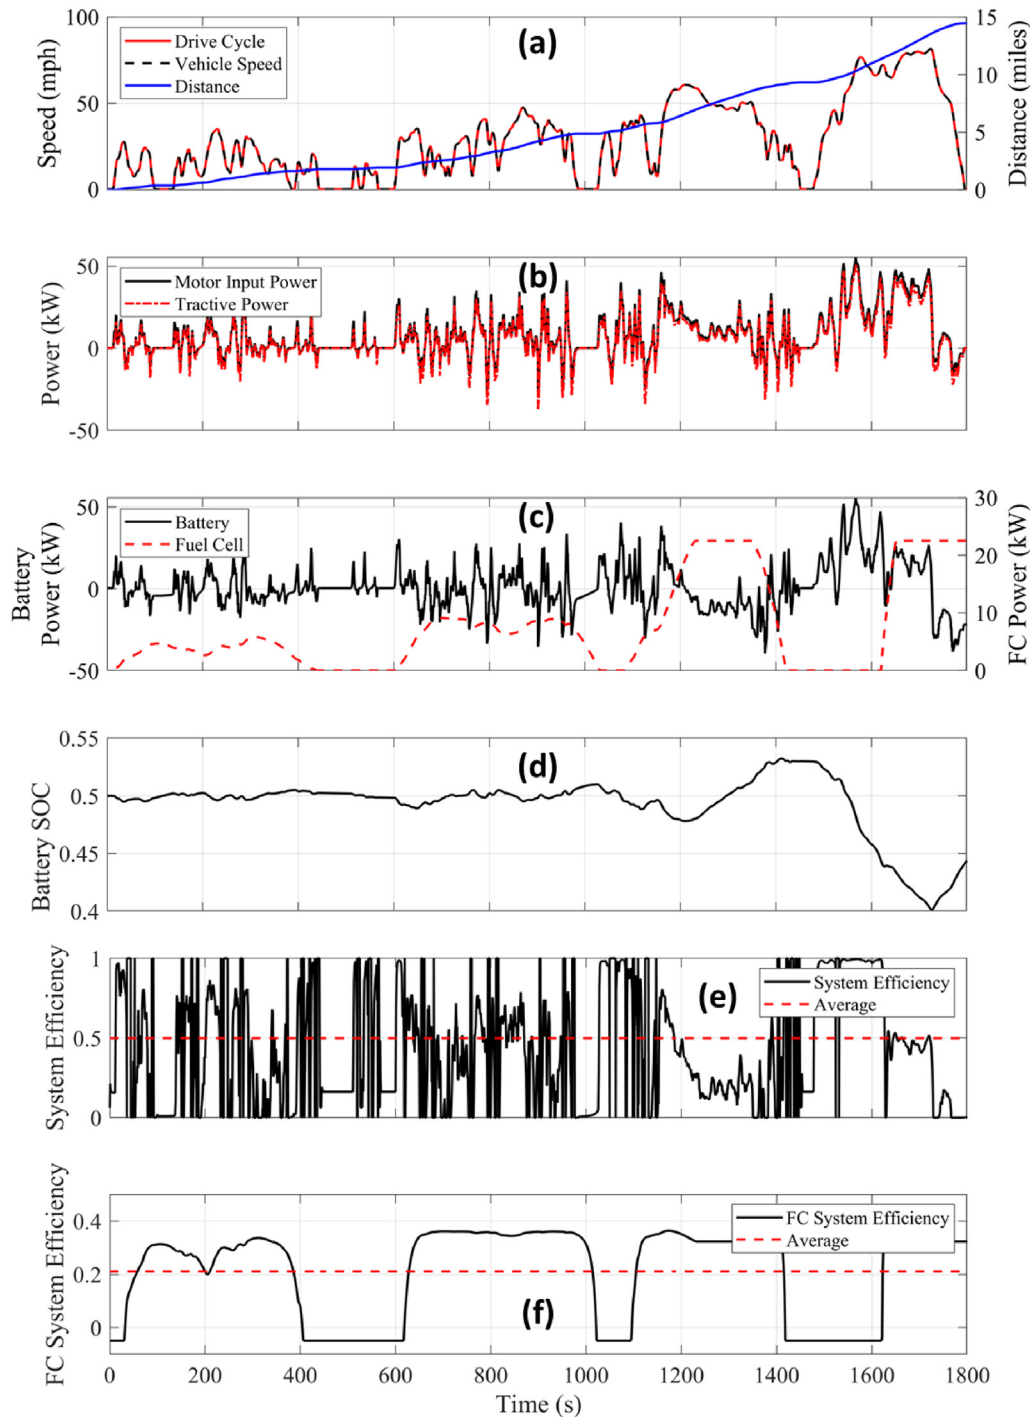 100
50
0
Speed (mph)
Drive Cycle
Vehicle Speed
Distance
(a)
15
10
5
0
Distance (miles)
50
0
-50
Power (kW)
Motor Input Power
Tractive Power
(b)
50
0
-50
Battery
Power (kW)
Battery
Fuel Cell
(c)
30
20
10
0
FC Power (kW)
0.55
0.5
0.45
0.4
Battery SOC
(d)
1
0.5
0
System Efficiency
System Efficiency
Average
(e)
0.4
0.2
0
FC System Efficiency
FC System Efficiency
Average
(f)
0 200 400 600 800 1000 1200 1400 1600 1800
Time (s)